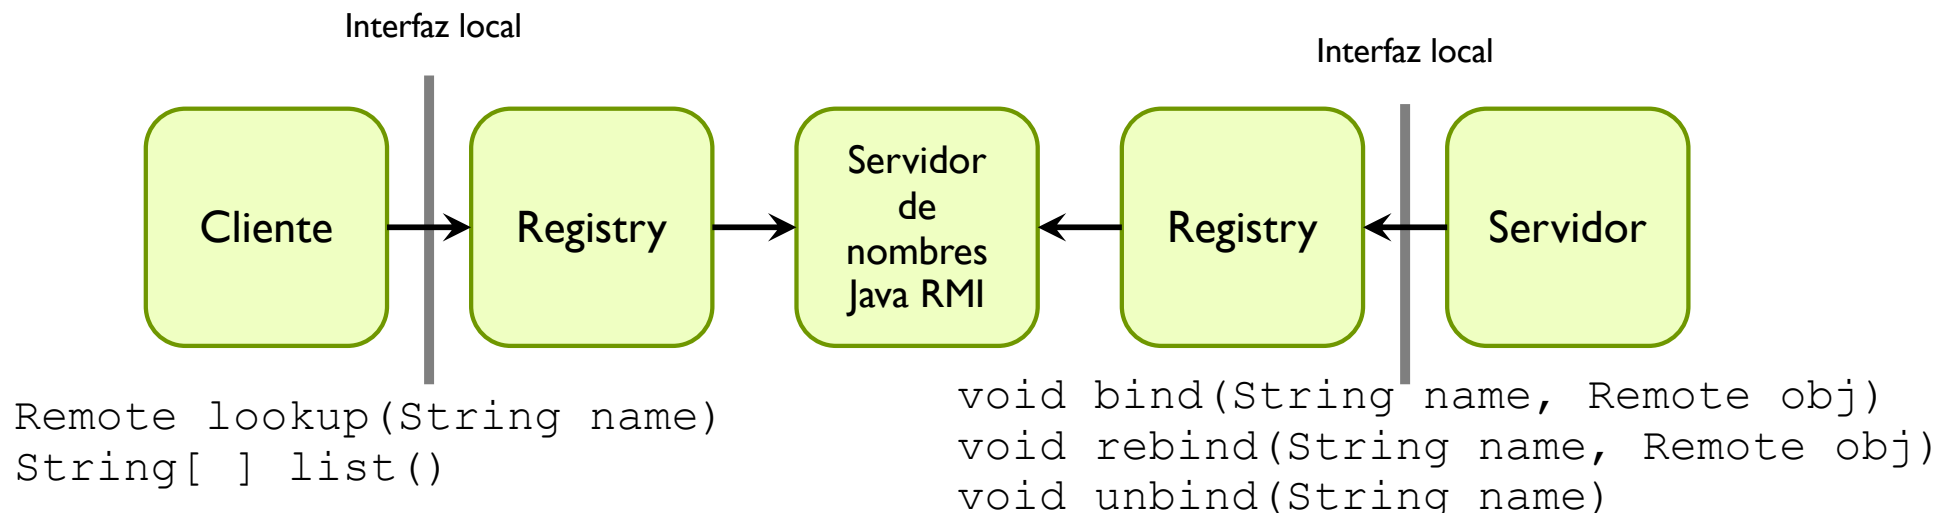 Interfaz local
Interfaz local
Cliente
Registry
Servidor
de
nombres
Java RMI
Registry
Servidor
Remote lookup(String name)
String[ ] list()
void bind(String name, Remote obj)
void rebind(String name, Remote obj)
void unbind(String name)